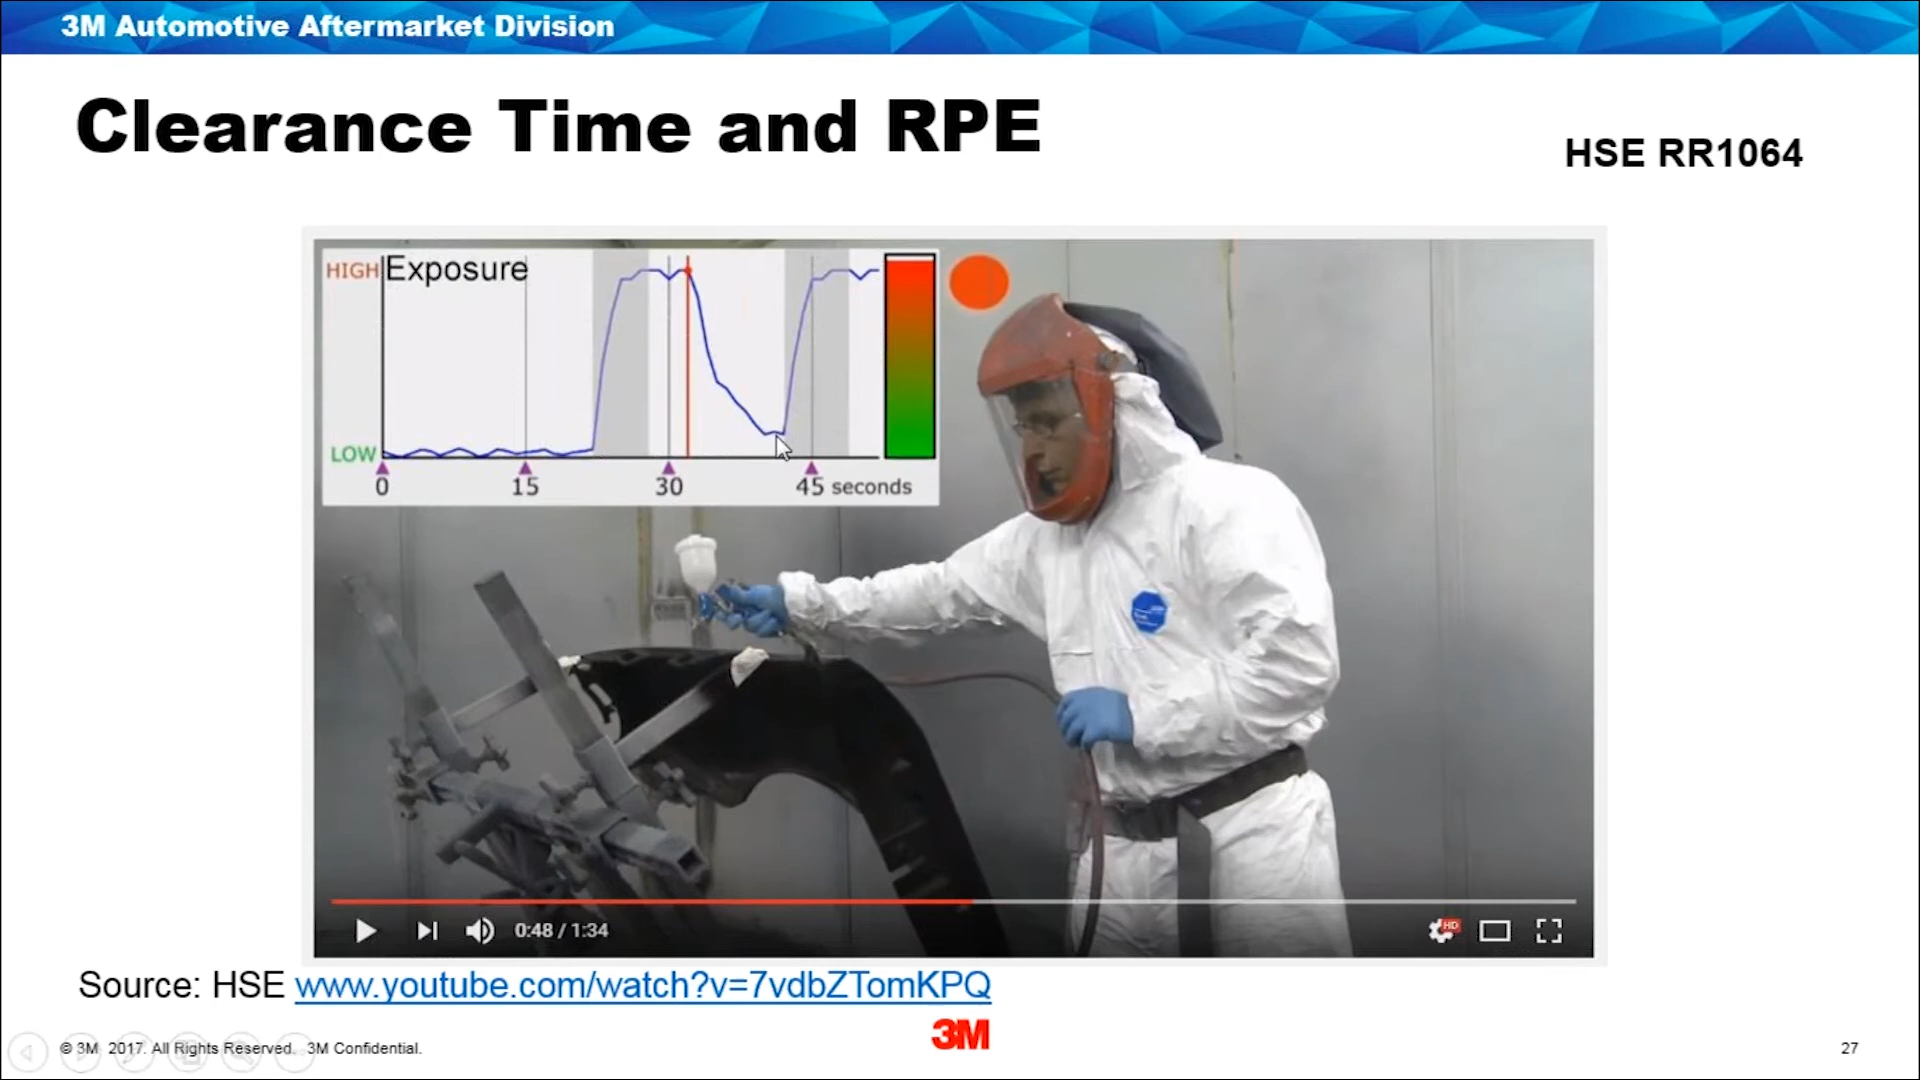 3M Automotive Aftermarket Division
Clearance Time and RPE
HSE RR1064
HIGH Exposure
LOW
0 15 30 45 seconds
0:48 / 1:34
HD
Source: HSE www.youtube.com/watch?v=7vdbZTomKPQ
3M
© 3M 2017. All Rights Reserved. 3M Confidential.
27